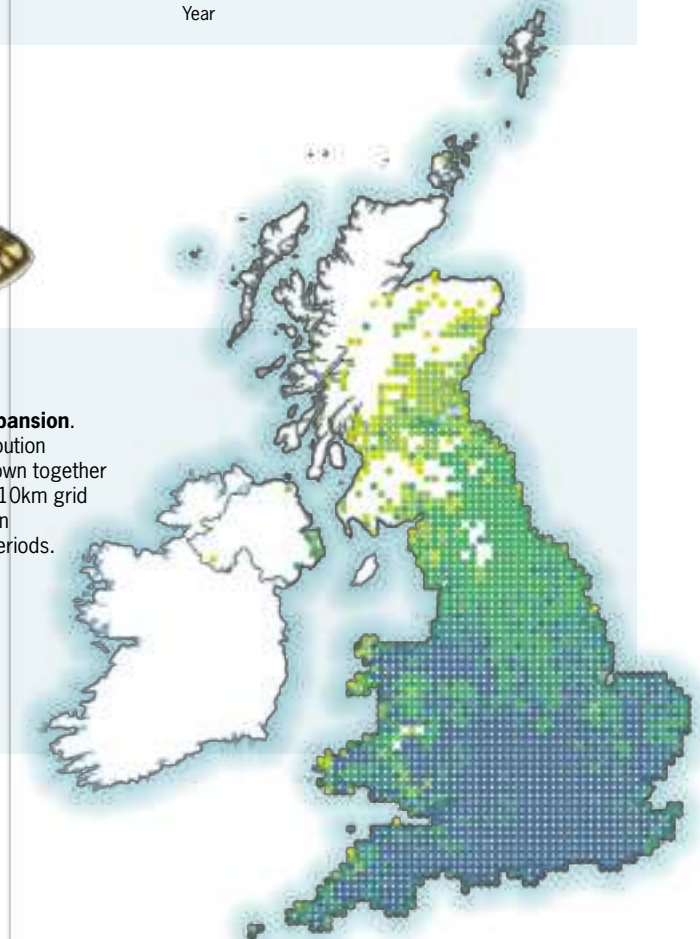 Year
pansion.
oution
own together
10km grid
n
eriods.